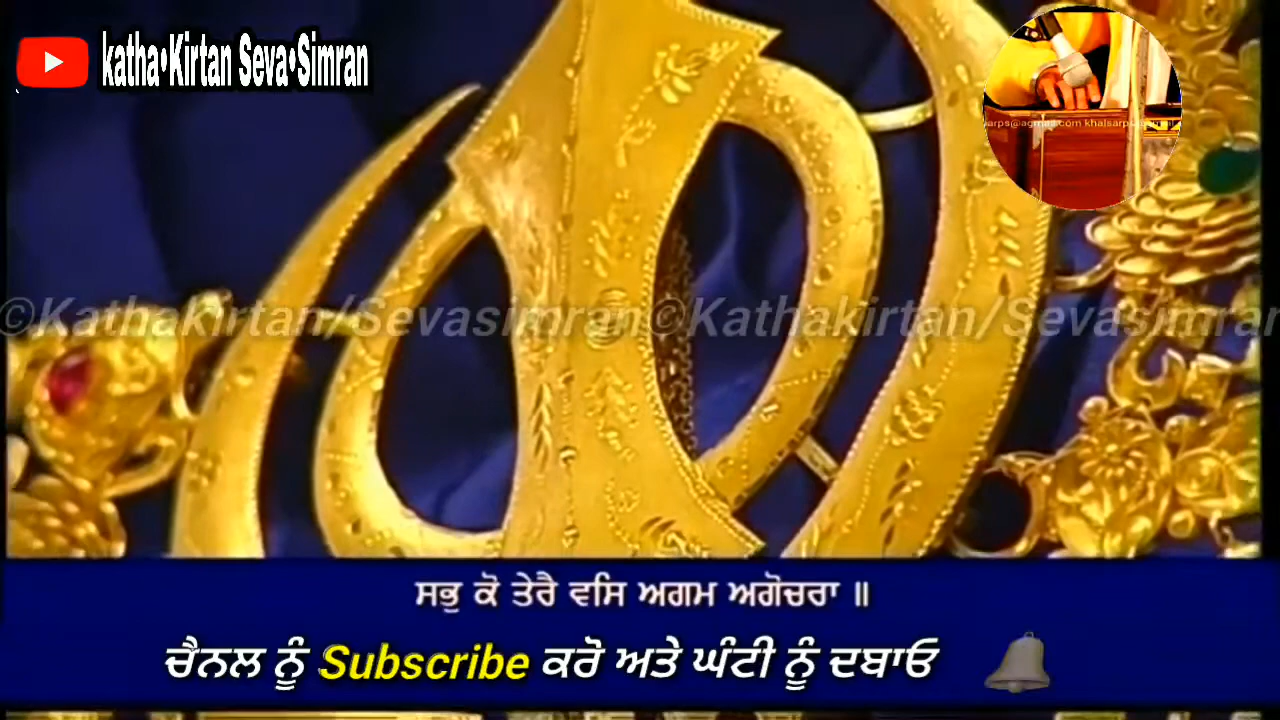 katha•Kirtan Seva•Simran
©Kathakirtan/Sevasimran©Kathakirtan/Sevasimran
ਸਭੁ ਕੋ ਤੇਰੈ ਵਸਿ ਅਗਮ ਅਗੋਚਰਾ ॥
ਚੈਨਲ ਨੂੰ Subscribe ਕਰੋ ਅਤੇ ਘੰਟੀ ਨੂੰ ਦਬਾਓ